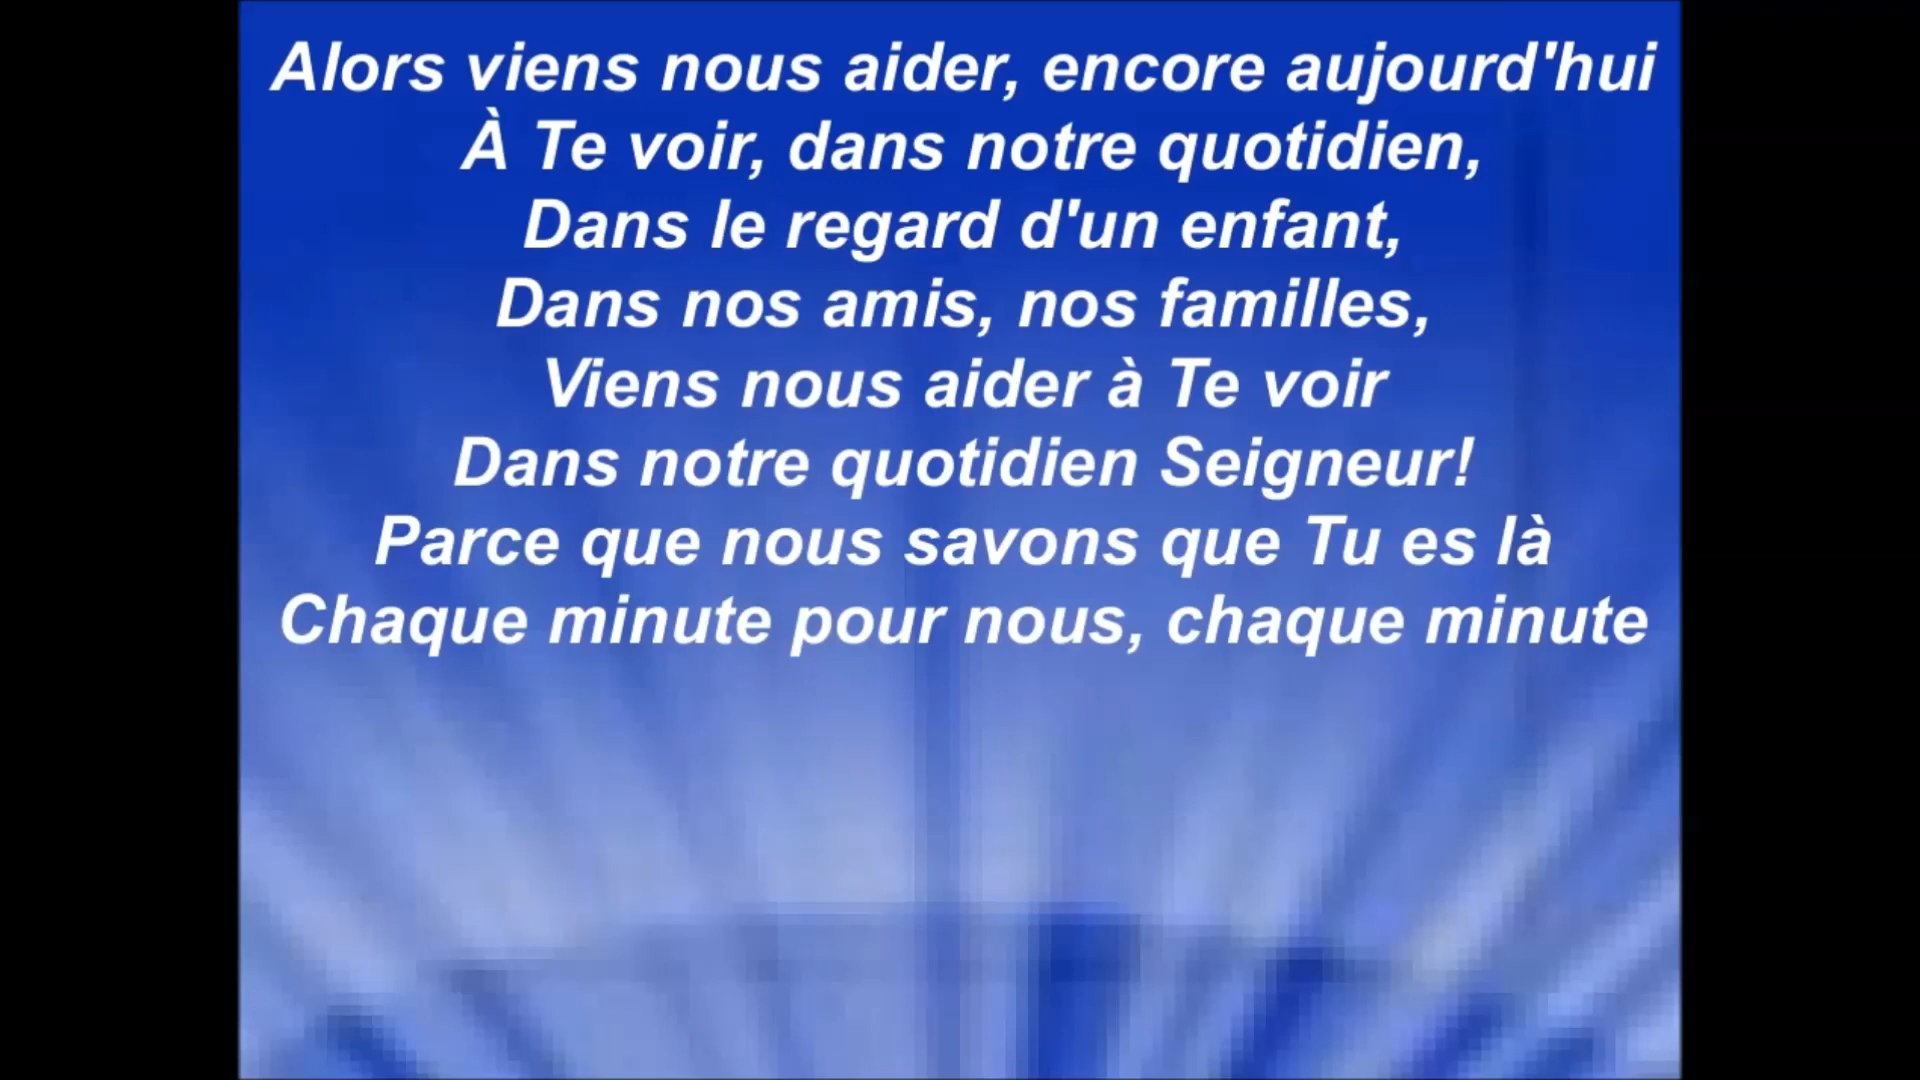 Alors viens nous aider, encore aujourd'hui
À Te voir, dans notre quotidien,
Dans le regard d'un enfant,
Dans nos amis, nos familles,
Viens nous aider à Te voir
Dans notre quotidien Seigneur!
Parce que nous savons que Tu es là
Chaque minute pour nous, chaque minute